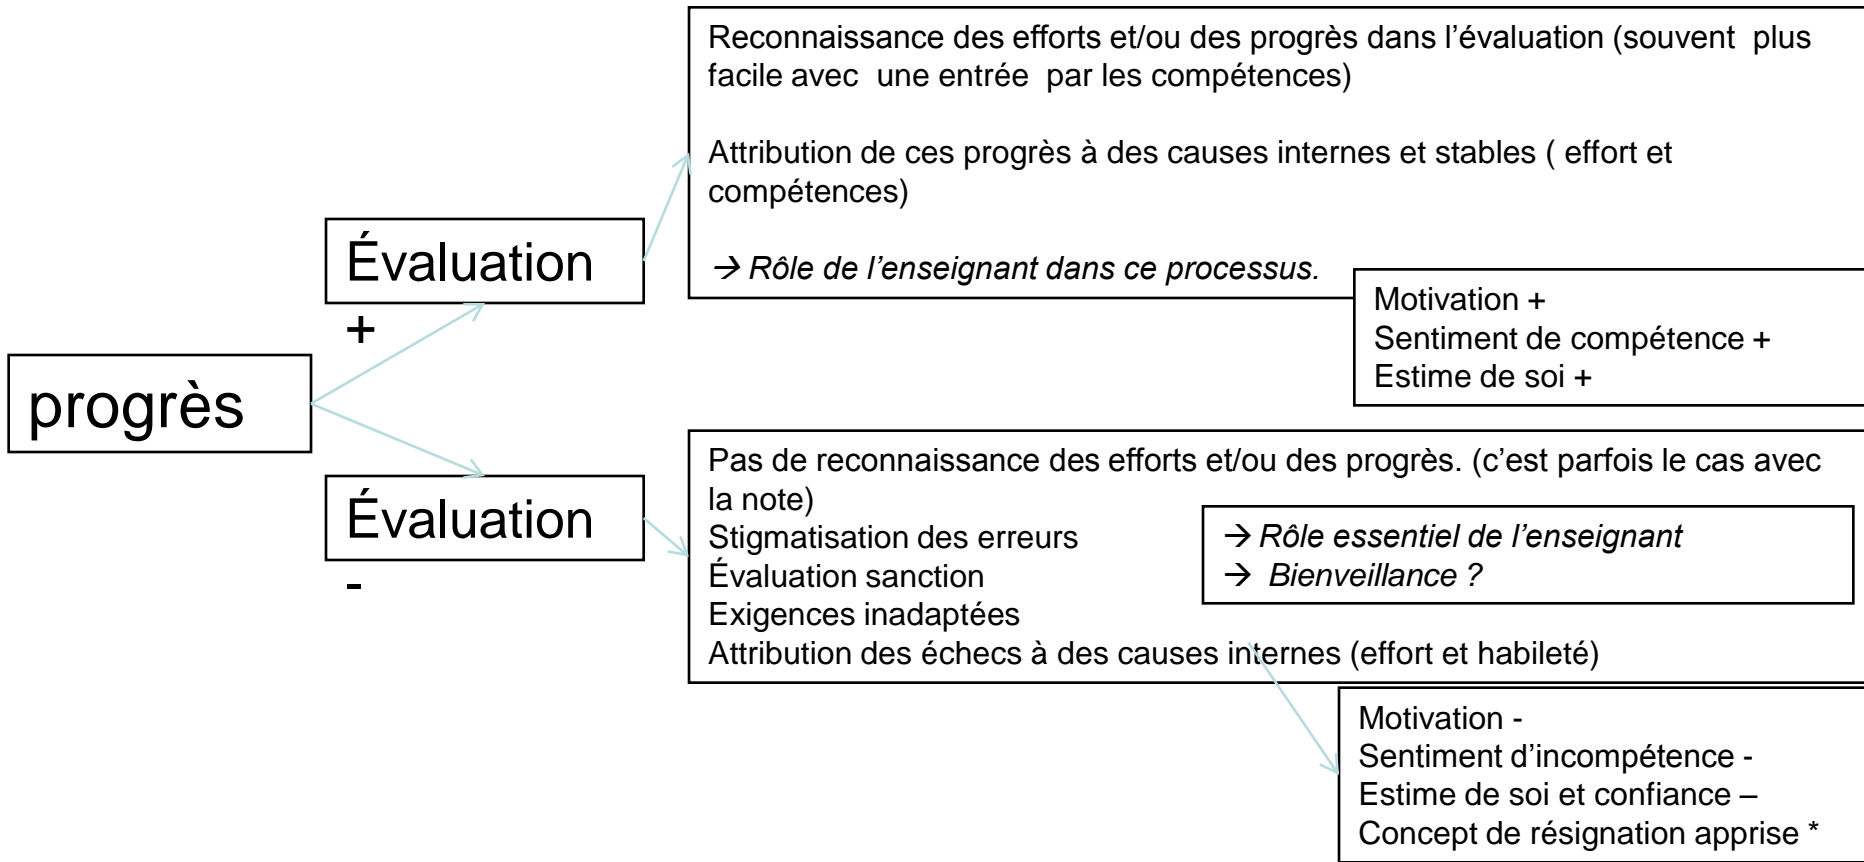 progrès
Évaluation
+
Reconnaissance des efforts et/ou des progrès dans l’évaluation (souvent plus
facile avec une entrée par les compétences)
Attribution de ces progrès à des causes internes et stables ( effort et
compétences)
→ Rôle de l’enseignant dans ce processus.
Motivation +
Sentiment de compétence +
Estime de soi +
Évaluation
-
Pas de reconnaissance des efforts et/ou des progrès. (c’est parfois le cas avec
la note)
Stigmatisation des erreurs
Évaluation sanction
Exigences inadaptées
Attribution des échecs à des causes internes (effort et habileté)
→ Rôle essentiel de l’enseignant
→ Bienveillance ?
Motivation -
Sentiment d’incompétence -
Estime de soi et confiance –
Concept de résignation apprise *